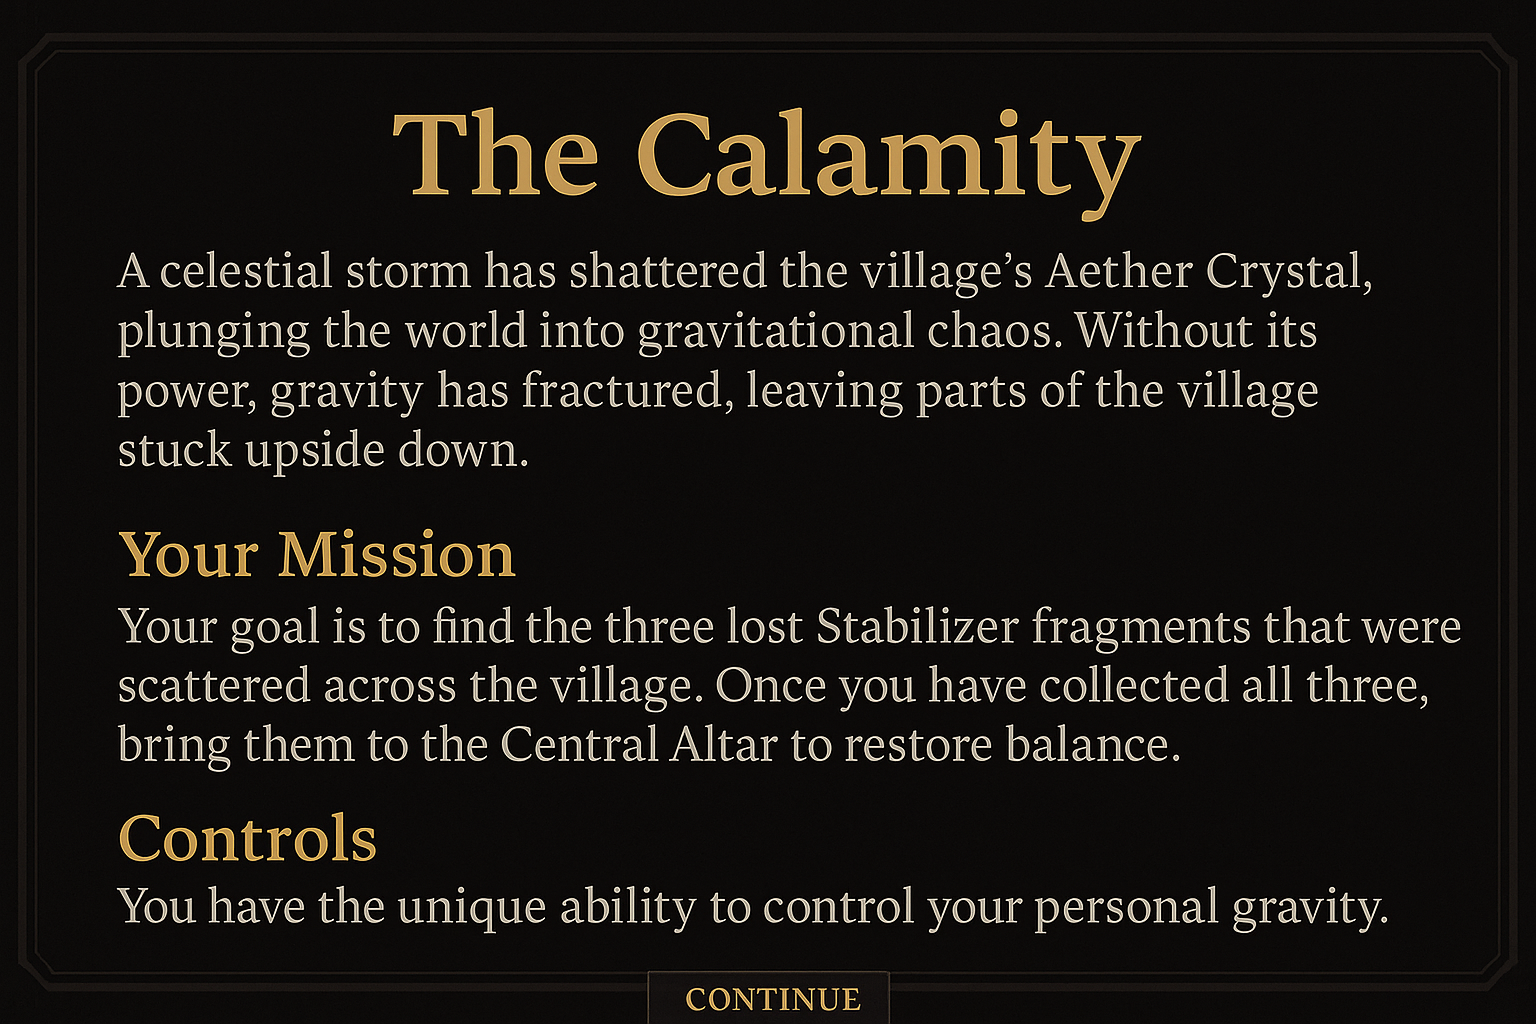 The Calamity
A celestial storm has shattered the village’s Aether Crystal,
plunging the world into gravitational chaos. Without its
power, gravity has fractured, leaving parts of the village
stuck upside down.
Your Mission
Your goal is to find the three lost Stabilizer fragments that were
scattered across the village. Once you have collected all three,
bring them to the Central Altar to restore balance.
Controls
You have the unique ability to control your personal gravity.
CONTINUE